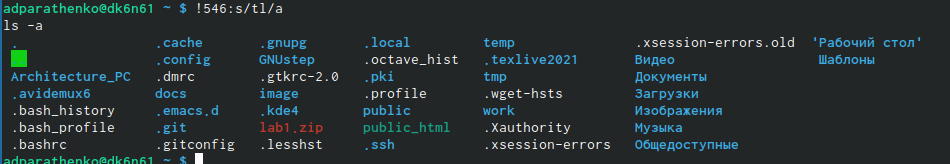 adparathenko@dk6n61 ~ $ !546:s/tl/a
ls -a
. .cache .gnupg .local temp .xsession-errors.old 'Рабочий стол'
.config GNUstep .octave_hist .texlive2021 Видео Шаблоны
Architecture_PC .dmrc .gtkrc-2.0 .pki tmp Документы
.avidemux6 docs image .profile .wget-hsts Загрузки
.bash_history .emacs.d .kde4 public work Изображения
.bash_profile .git lab1.zip public_html .Xauthority Музыка
.bashrc .gitconfig .lesshst .ssh .xsession-errors Общедоступные
adparathenko@dk6n61 ~ $